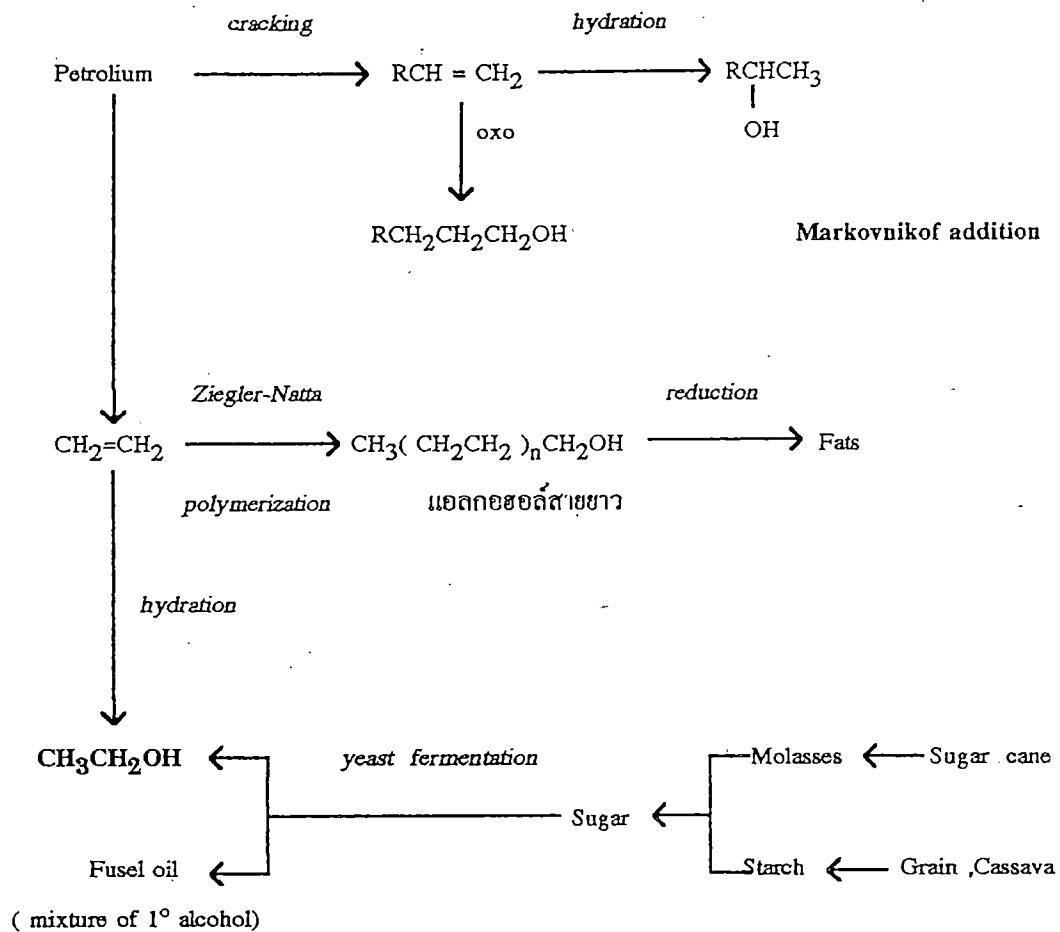 cracking hydration
Petrolium RCH = CH2 RCHCH3
oxo OH
RCH2CH2CH2OH Markovnikof addition
Ziegler-Natta reduction
CH2=CH2 CH3( CH2CH2 )nCH2OH Fats
polymerization แอลกอฮอล์สายยาว
hydration
CH3CH2OH yeast fermentation Molasses Sugar cane
Sugar
Fusel oil Starch Grain ,Cassava
( mixture of 1° alcohol)